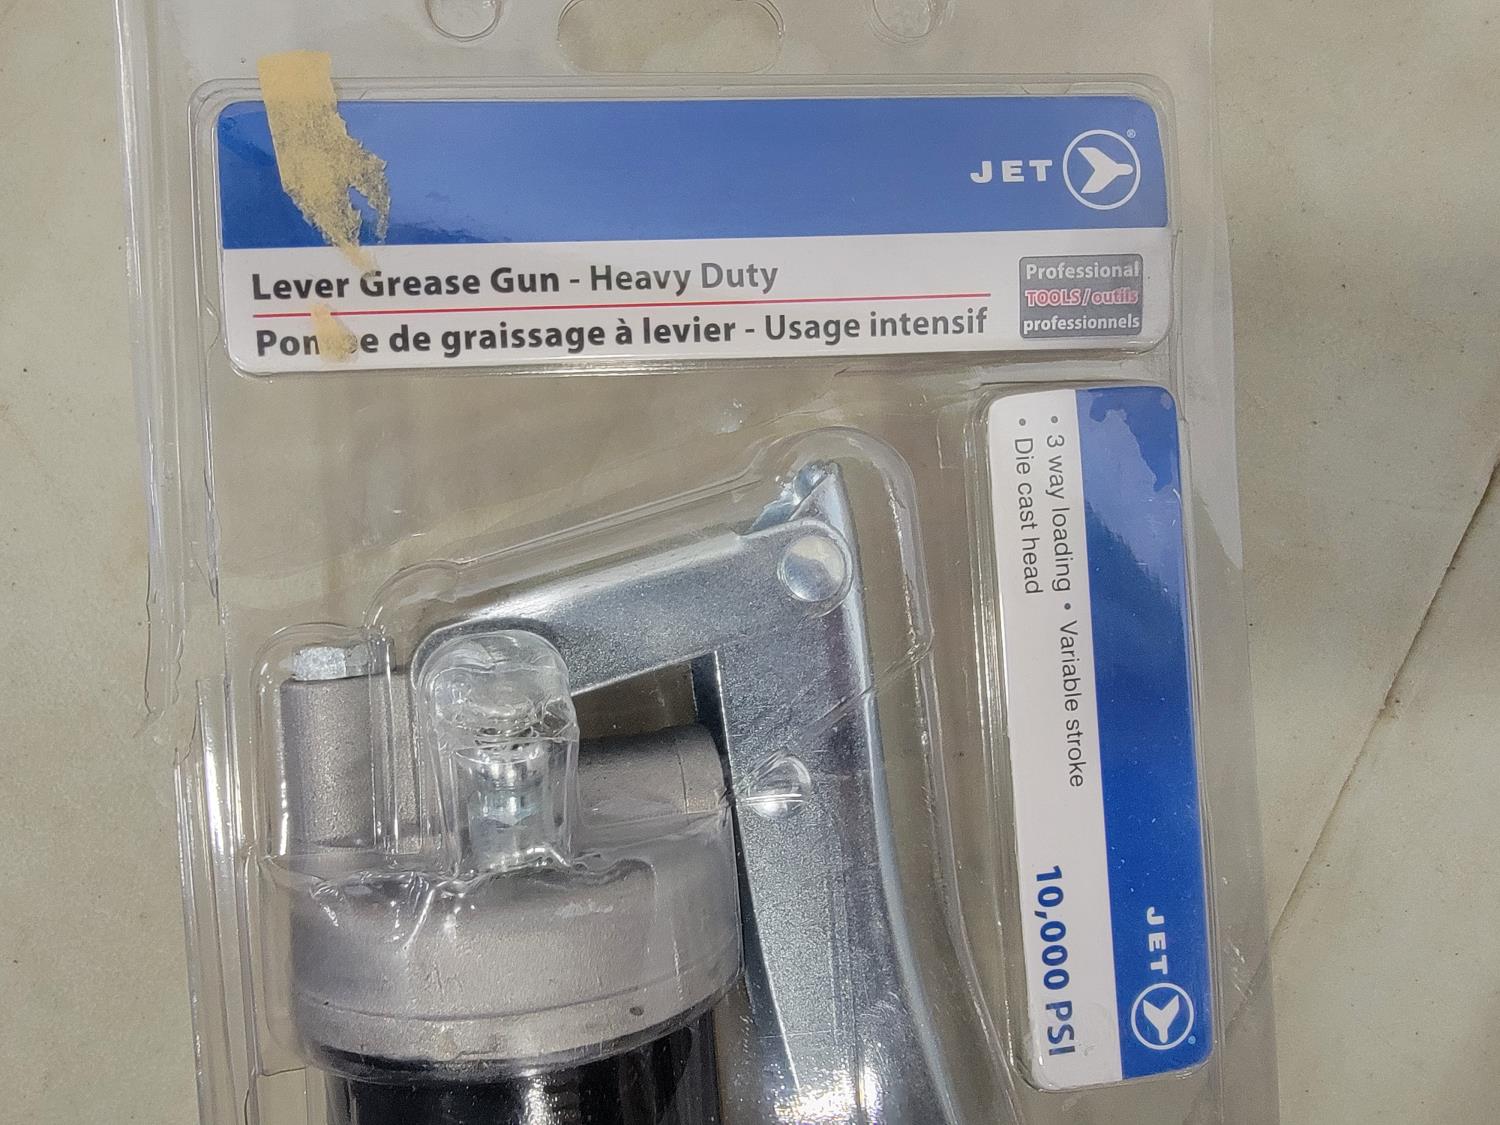 JET
Lever Grease Gun - Heavy Duty
de graissage à levier - Usage intensif
Professional
TOOLS/outils
professionnels
• 3 way loading • Variable stroke
• Die cast head
10,000 PSI
JET